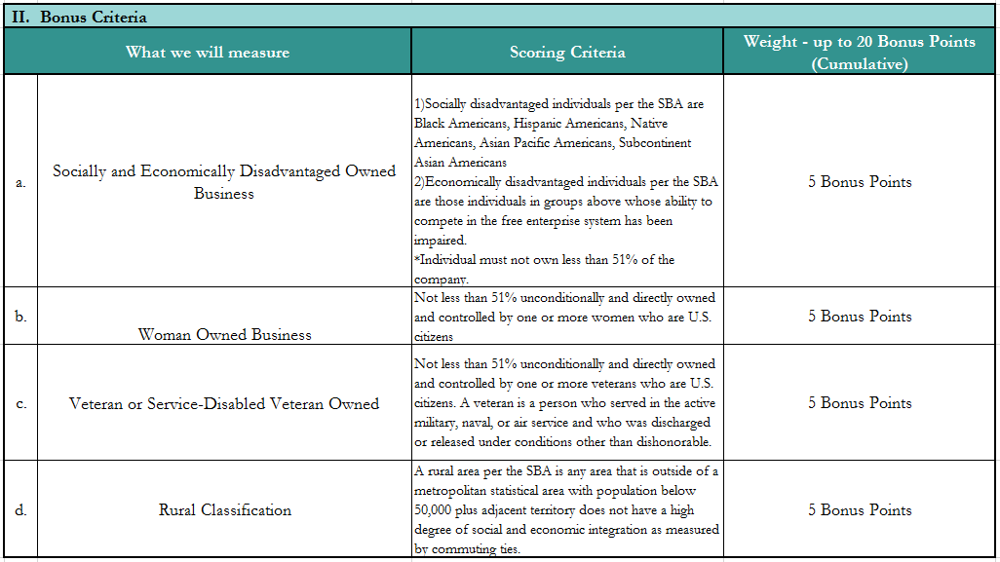 II. Bonus Criteria
What we will measure
Scoring Criteria
Weight - up to 20 Bonus Points
(Cumulative)
a.
Socially and Economically Disadvantaged Owned
Business
1)Socially disadvantaged individuals per the SBA are
Black Americans, Hispanic Americans, Native
Americans, Asian Pacific Americans, Subcontinent
Asian Americans
2)Economically disadvantaged individuals per the SBA
are those individuals in groups above whose ability to
compete in the free enterprise system has been
impaired.
*Individual must not own less than 51% of the
company.
5 Bonus Points
b.
Woman Owned Business
Not less than 51% unconditionally and directly owned
and controlled by one or more women who are U.S.
citizens
5 Bonus Points
c.
Veteran or Service-Disabled Veteran Owned
Not less than 51% unconditionally and directly owned
and controlled by one or more veterans who are U.S.
citizens. A veteran is a person who served in the active
military, naval, or air service and who was discharged
or released under conditions other than dishonorable.
5 Bonus Points
d.
Rural Classification
A rural area per the SBA is any area that is outside of a
metropolitan statistical area with population below
50,000 plus adjacent territory does not have a high
degree of social and economic integration as measured
by commuting ties.
5 Bonus Points